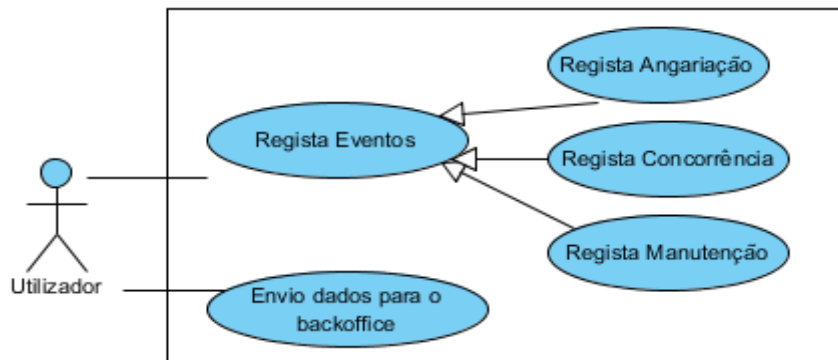 Regista Angariação
Regista Eventos
Regista Concorrência
Regista Manutenção
Utilizador
Envio dados para o
backoffice